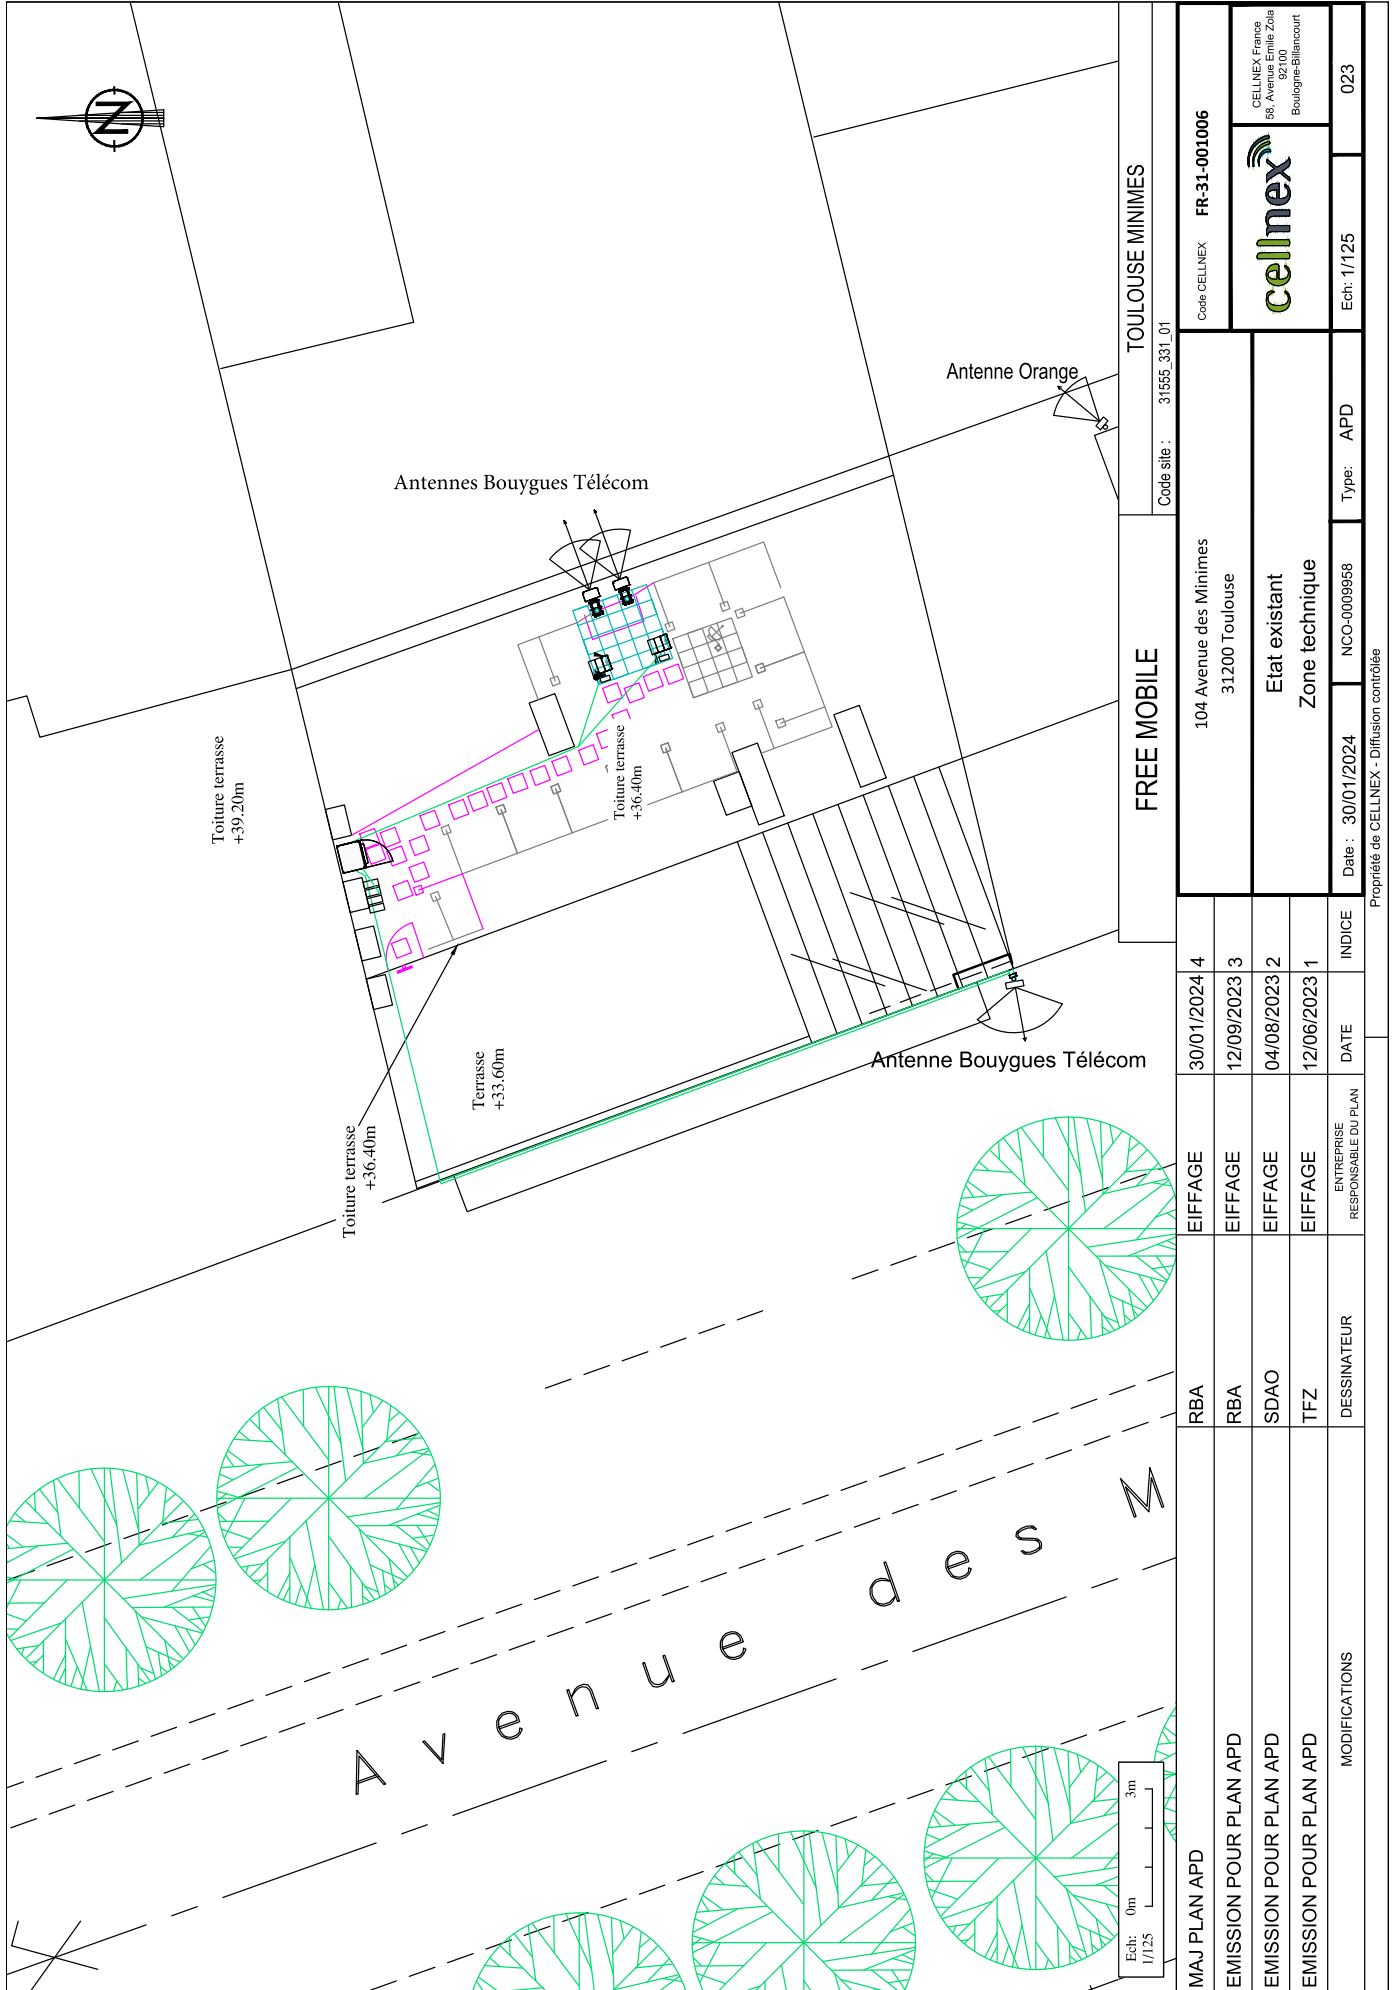 N
Antennes Bouygues Télécom
Antenne Orange
Toiture terrasse
+39.20m
Toiture terrasse
+36.40m
Toiture terrasse
+36.40m
Terrasse
+33.60m
Antenne Bouygues Télécom
Avenue des M
Ech:
1/125
0m
3m
FREE MOBILE
TOULOUSE MINIMES
Code site : 31555_331_01
104 Avenue des Minimes
31200 Toulouse
Code CELLNEX FR-31-001006
Etat existant
Zone technique
cellnex
CELLNEX France
58, Avenue Emile Zola
92100
Boulogne-Billancourt
Date : 30/01/2024
NCO-0009958
Type: APD
Ech: 1/125
023
MAJ PLAN APD RBA EIFFAGE 30/01/2024 4
EMISSION POUR PLAN APD RBA EIFFAGE 12/09/2023 3
EMISSION POUR PLAN APD SDAO EIFFAGE 04/08/2023 2
EMISSION POUR PLAN APD TFZ EIFFAGE 12/06/2023 1
MODIFICATIONS
DESSINATEUR
ENTREPRISE
RESPONSABLE DU PLAN
DATE
INDICE
Propriété de CELLNEX - Diffusion contrôlée